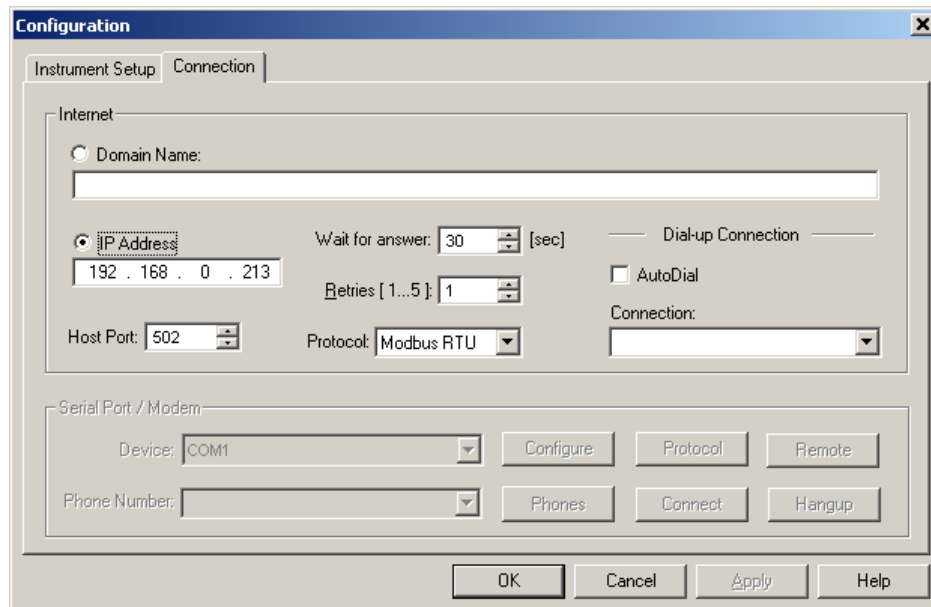 Configuration
Instrument Setup
Connection
Internet
Domain Name:
IP Address
192 . 168 . 0 . 213
Host Port: 502
Wait for answer: 30 [sec]
Retries [ 1...5 ]: 1
Protocol: Modbus RTU
Dial-up Connection
AutoDial
Connection:
Serial Port / Modem
Device: COM1
Configure
Protocol
Remote
Phone Number:
Phones
Connect
Hangup
OK
Cancel
Apply
Help